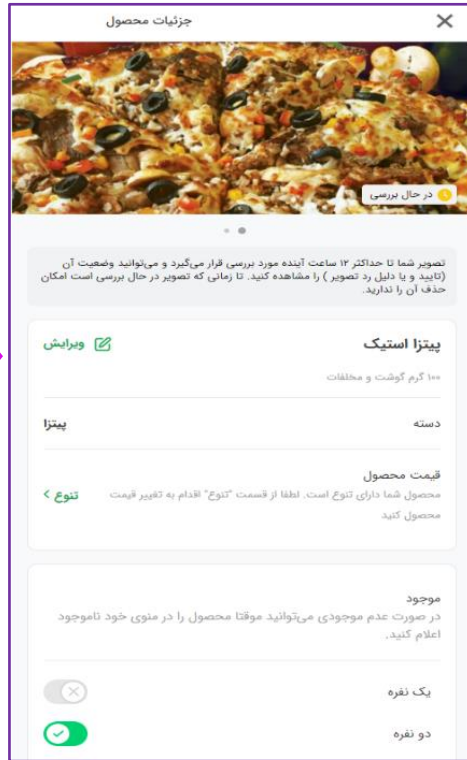 جزئیات محصول
در حال بررسی
تصویر شما تا حداکثر ۱۲ ساعت آینده مورد بررسی قرار می‌گیرد و می‌توانید وضعیت آن
(تایید و یا دلیل رد تصویر ) را مشاهده کنید. تا زمانی که تصویر در حال بررسی است امکان
حذف آن را ندارید.
پیتزا استیک
ویرایش
۱۰۰ گرم گوشت و مخلفات
دسته
پیتزا
قیمت محصول
محصول شما دارای تنوع است. لطفا از قسمت "تنوع" اقدام به تغییر قیمت
محصول کنید
تنوع
موجود
در صورت عدم موجودی می‌توانید موقتا محصول را در منوی خود ناموجود
اعلام کنید.
یک نفره
دو نفره